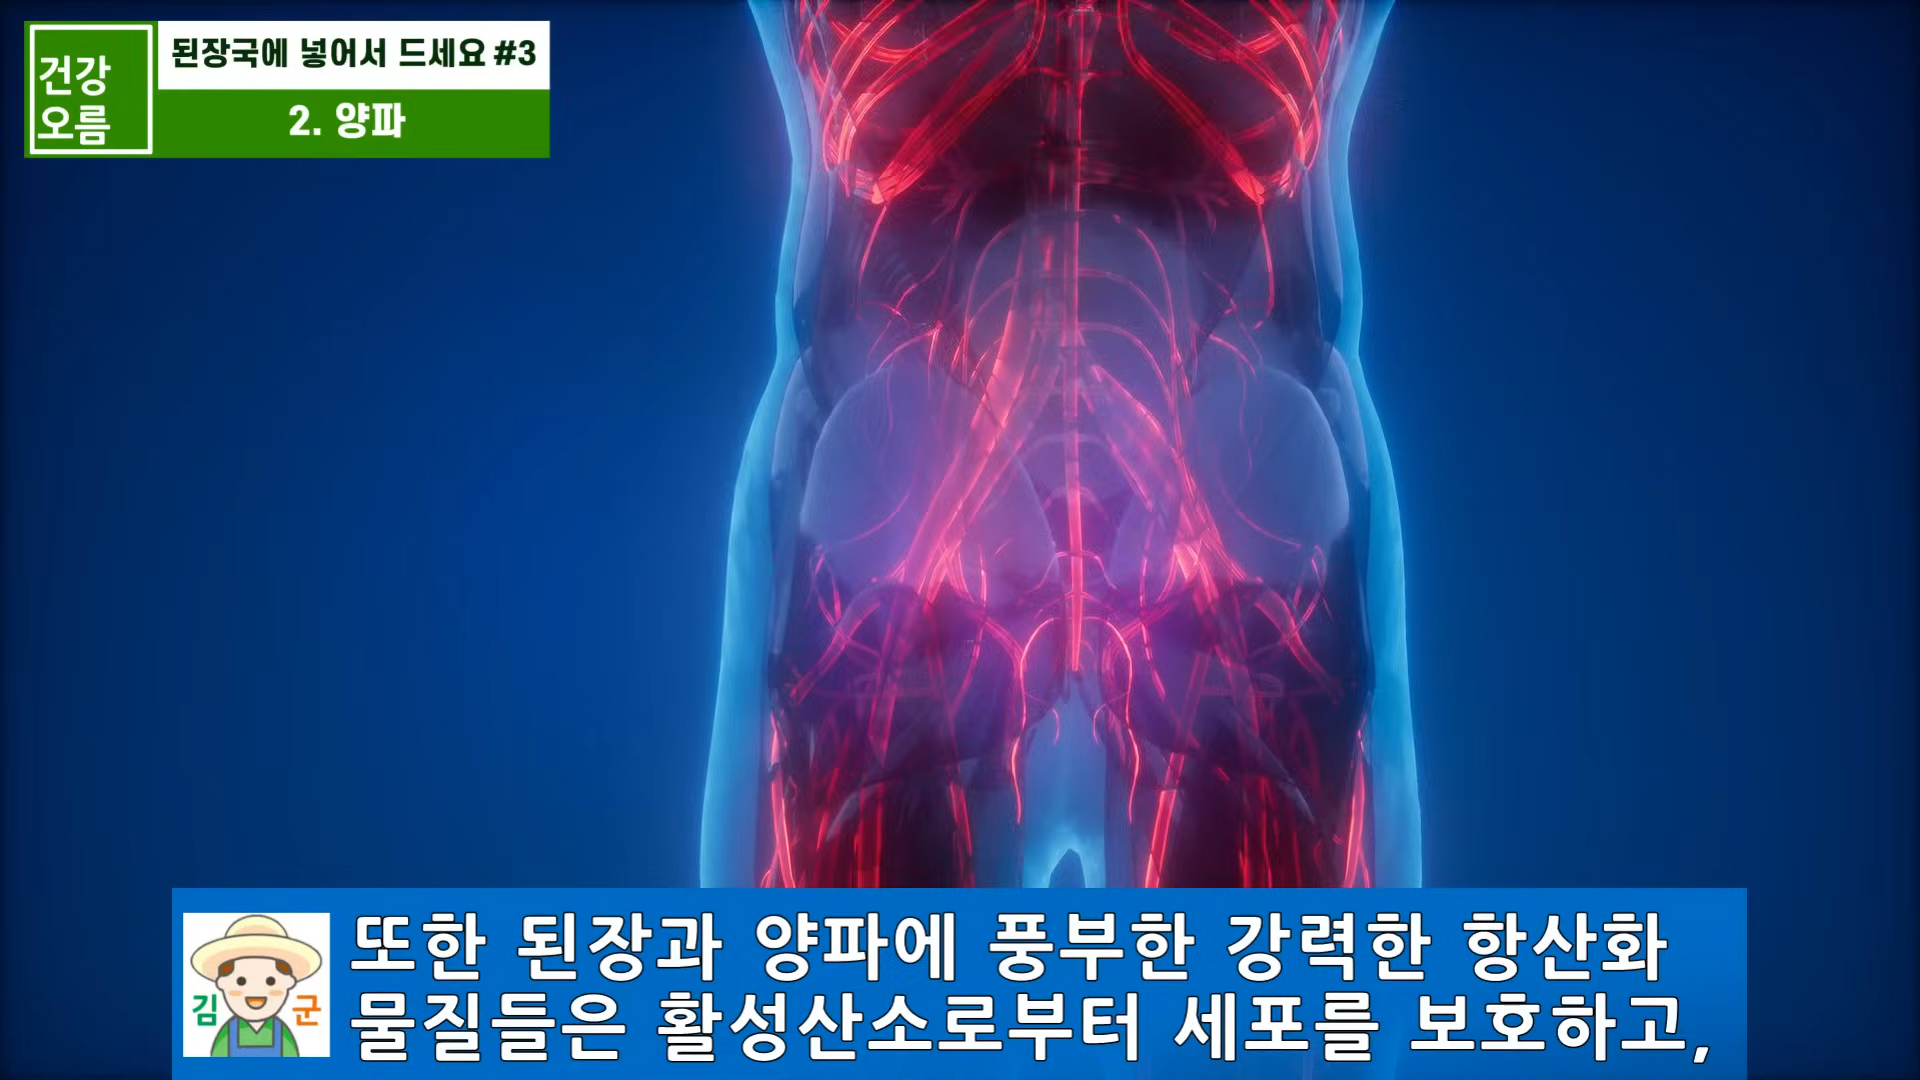 건강
오름
된장국에 넣어서 드세요 #3
2. 양파
또한 된장과 양파에 풍부한 강력한 항산화
물질들은 활성산소로부터 세포를 보호하고,
김 군